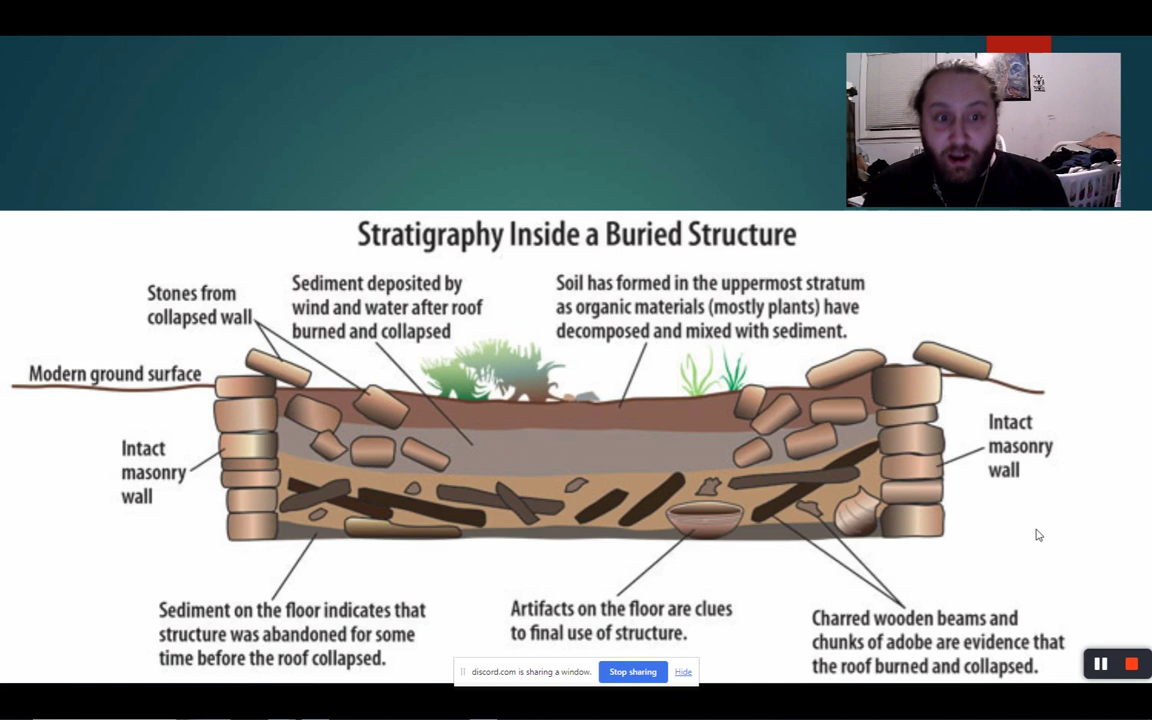 Stratigraphy Inside a Buried Structure
Stones from
collapsed wall
Sediment deposited by
wind and water after roof
burned and collapsed
Soil has formed in the uppermost stratum
as organic materials (mostly plants) have
decomposed and mixed with sediment.
Modern ground surface
Intact
masonry
wall
Intact
masonry
wall
Sediment on the floor indicates that
structure was abandoned for some
time before the roof collapsed.
Artifacts on the floor are clues
to final use of structure.
Charred wooden beams and
chunks of adobe are evidence that
the roof burned and collapsed.
discord.com is sharing a window.
Stop sharing
Hide